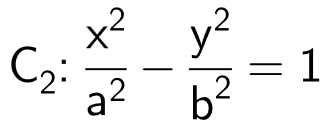 C₂: x²/a² − y²/b² = 1